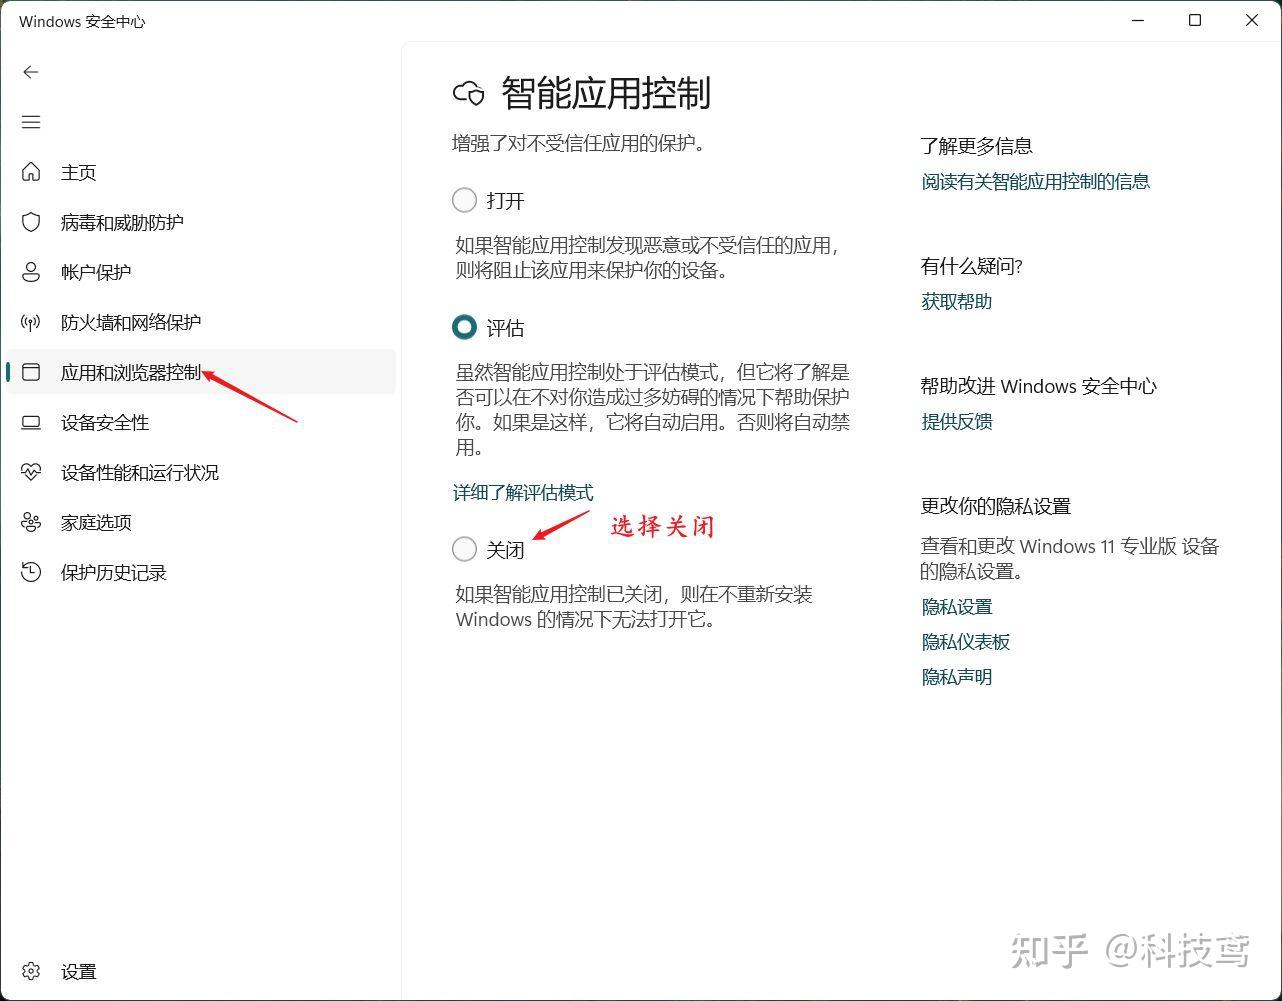 Windows 安全中心
主页
病毒和威胁防护
帐户保护
防火墙和网络保护
应用和浏览器控制
设备安全性
设备性能和运行状况
家庭选项
保护历史记录
设置
智能应用控制
增强了对不受信任应用的保护。
打开
如果智能应用控制发现恶意或不受信任的应用，
则将阻止该应用来保护你的设备。
评估
虽然智能应用控制处于评估模式，但它将了解是
否可以在不对你造成过多妨碍的情况下帮助保护
你。如果是这样，它将自动启用。否则将自动禁
用。
详细了解评估模式
选择关闭
关闭
如果智能应用控制已关闭，则在不重新安装
Windows 的情况下无法打开它。
了解更多信息
阅读有关智能应用控制的信息
有什么疑问?
获取帮助
帮助改进 Windows 安全中心
提供反馈
更改你的隐私设置
查看和更改 Windows 11 专业版 设备
的隐私设置。
隐私设置
隐私仪表板
隐私声明
知乎 @科技鸢